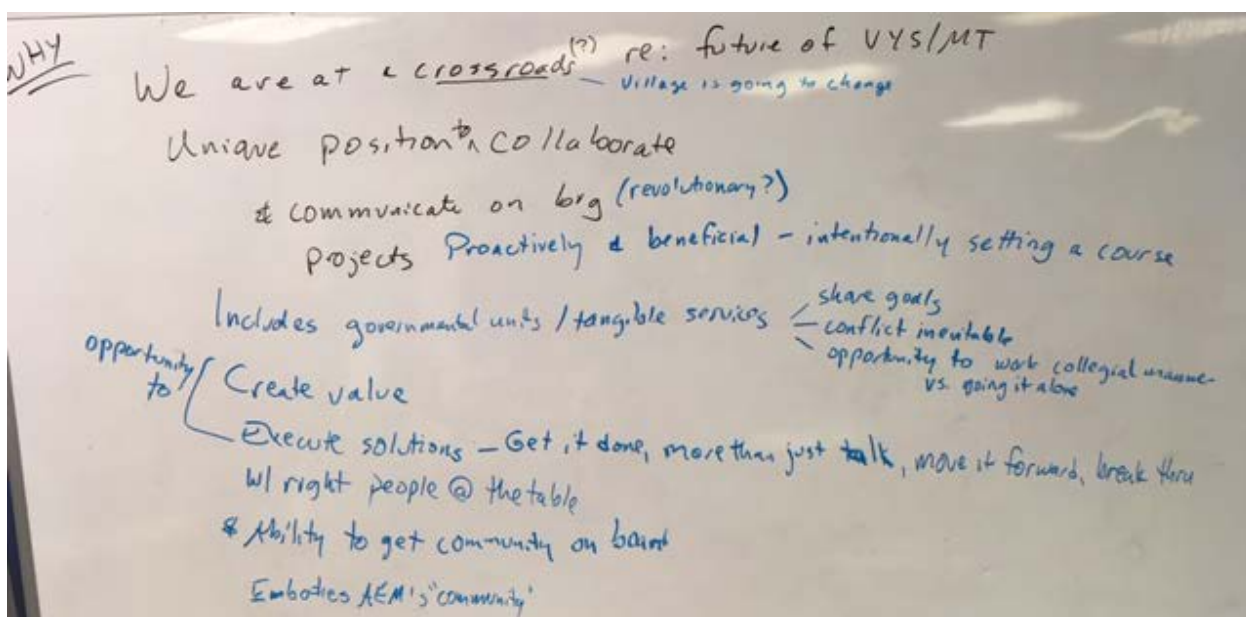 WHY
We are at a crossroads (?) re: future of VYS/MT
– Village is going to change
Unique position to collaborate
& communicate on big (revolutionary?)
projects Proactively & beneficial – intentionally setting a course
Includes governmental units / tangible services – share goals
– conflict inevitable
opportunity to work collegial manner
vs. going it alone
opportunity
to
Create value
Execute solutions – Get it done, more than just talk, move it forward, break thru
w/ right people @ the table
& Ability to get community on board
Embodies AEM's "community"